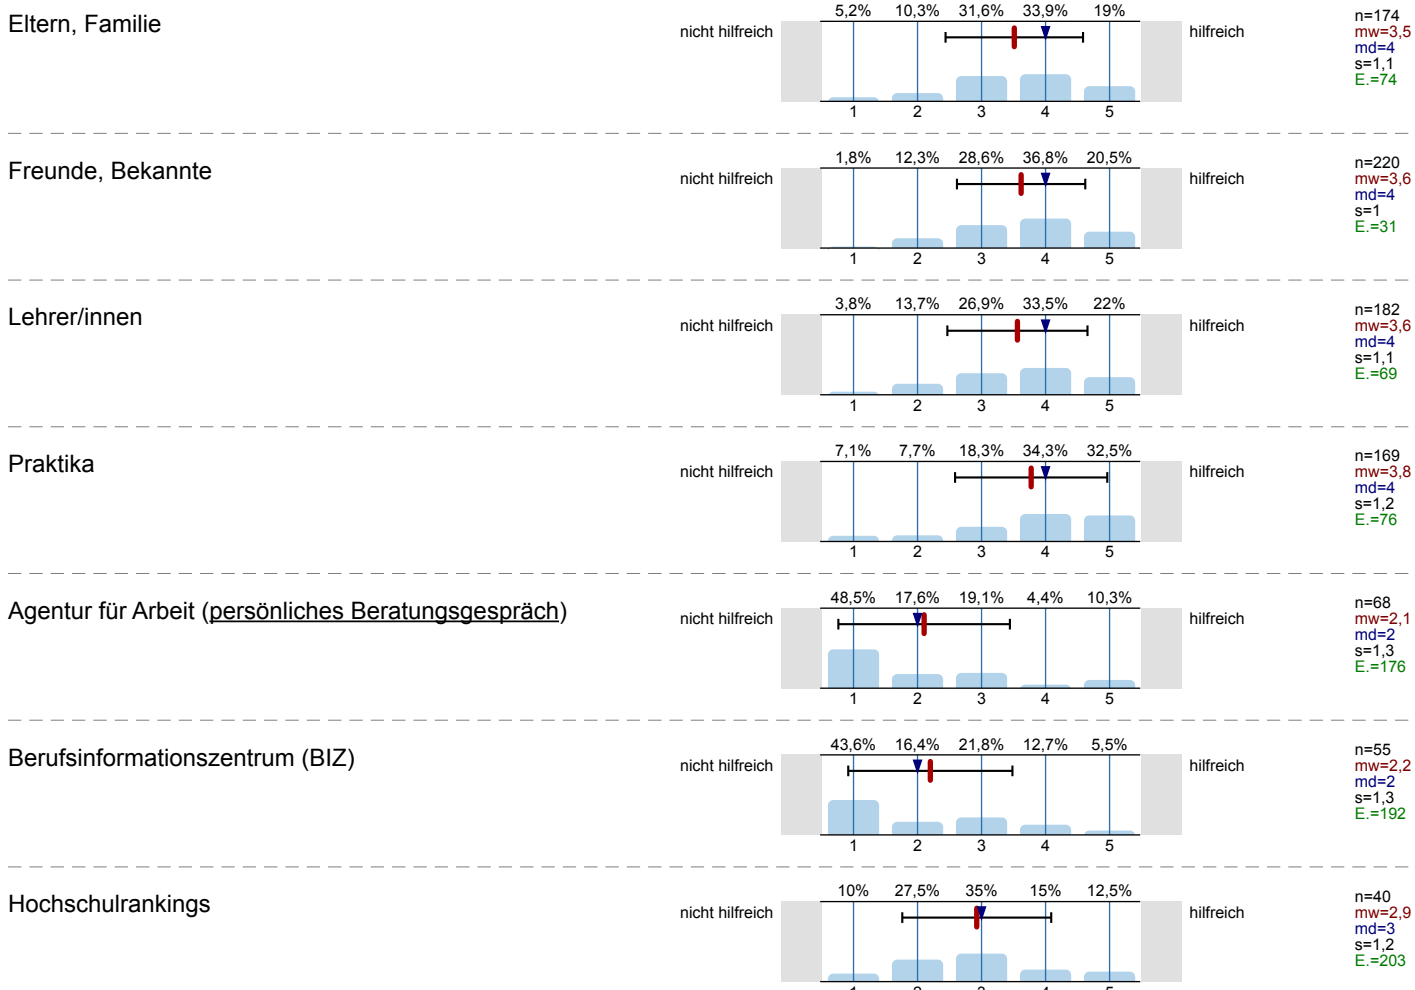 Eltern, Familie
nicht hilfreich
hilfreich
5,2% 10,3% 31,6% 33,9% 19%
1 2 3 4 5
n=174
mw=3,5
md=4
s=1,1
E.=74
Freunde, Bekannte
nicht hilfreich
hilfreich
1,8% 12,3% 28,6% 36,8% 20,5%
1 2 3 4 5
n=220
mw=3,6
md=4
s=1
E.=31
Lehrer/innen
nicht hilfreich
hilfreich
3,8% 13,7% 26,9% 33,5% 22%
1 2 3 4 5
n=182
mw=3,6
md=4
s=1,1
E.=69
Praktika
nicht hilfreich
hilfreich
7,1% 7,7% 18,3% 34,3% 32,5%
1 2 3 4 5
n=169
mw=3,8
md=4
s=1,2
E.=76
Agentur für Arbeit (persönliches Beratungsgespräch)
nicht hilfreich
hilfreich
48,5% 17,6% 19,1% 4,4% 10,3%
1 2 3 4 5
n=68
mw=2,1
md=2
s=1,3
E.=176
Berufsinformationszentrum (BIZ)
nicht hilfreich
hilfreich
43,6% 16,4% 21,8% 12,7% 5,5%
1 2 3 4 5
n=55
mw=2,2
md=2
s=1,3
E.=192
Hochschulrankings
nicht hilfreich
hilfreich
10% 27,5% 35% 15% 12,5%
1 2 3 4 5
n=40
mw=2,9
md=3
s=1,2
E.=203